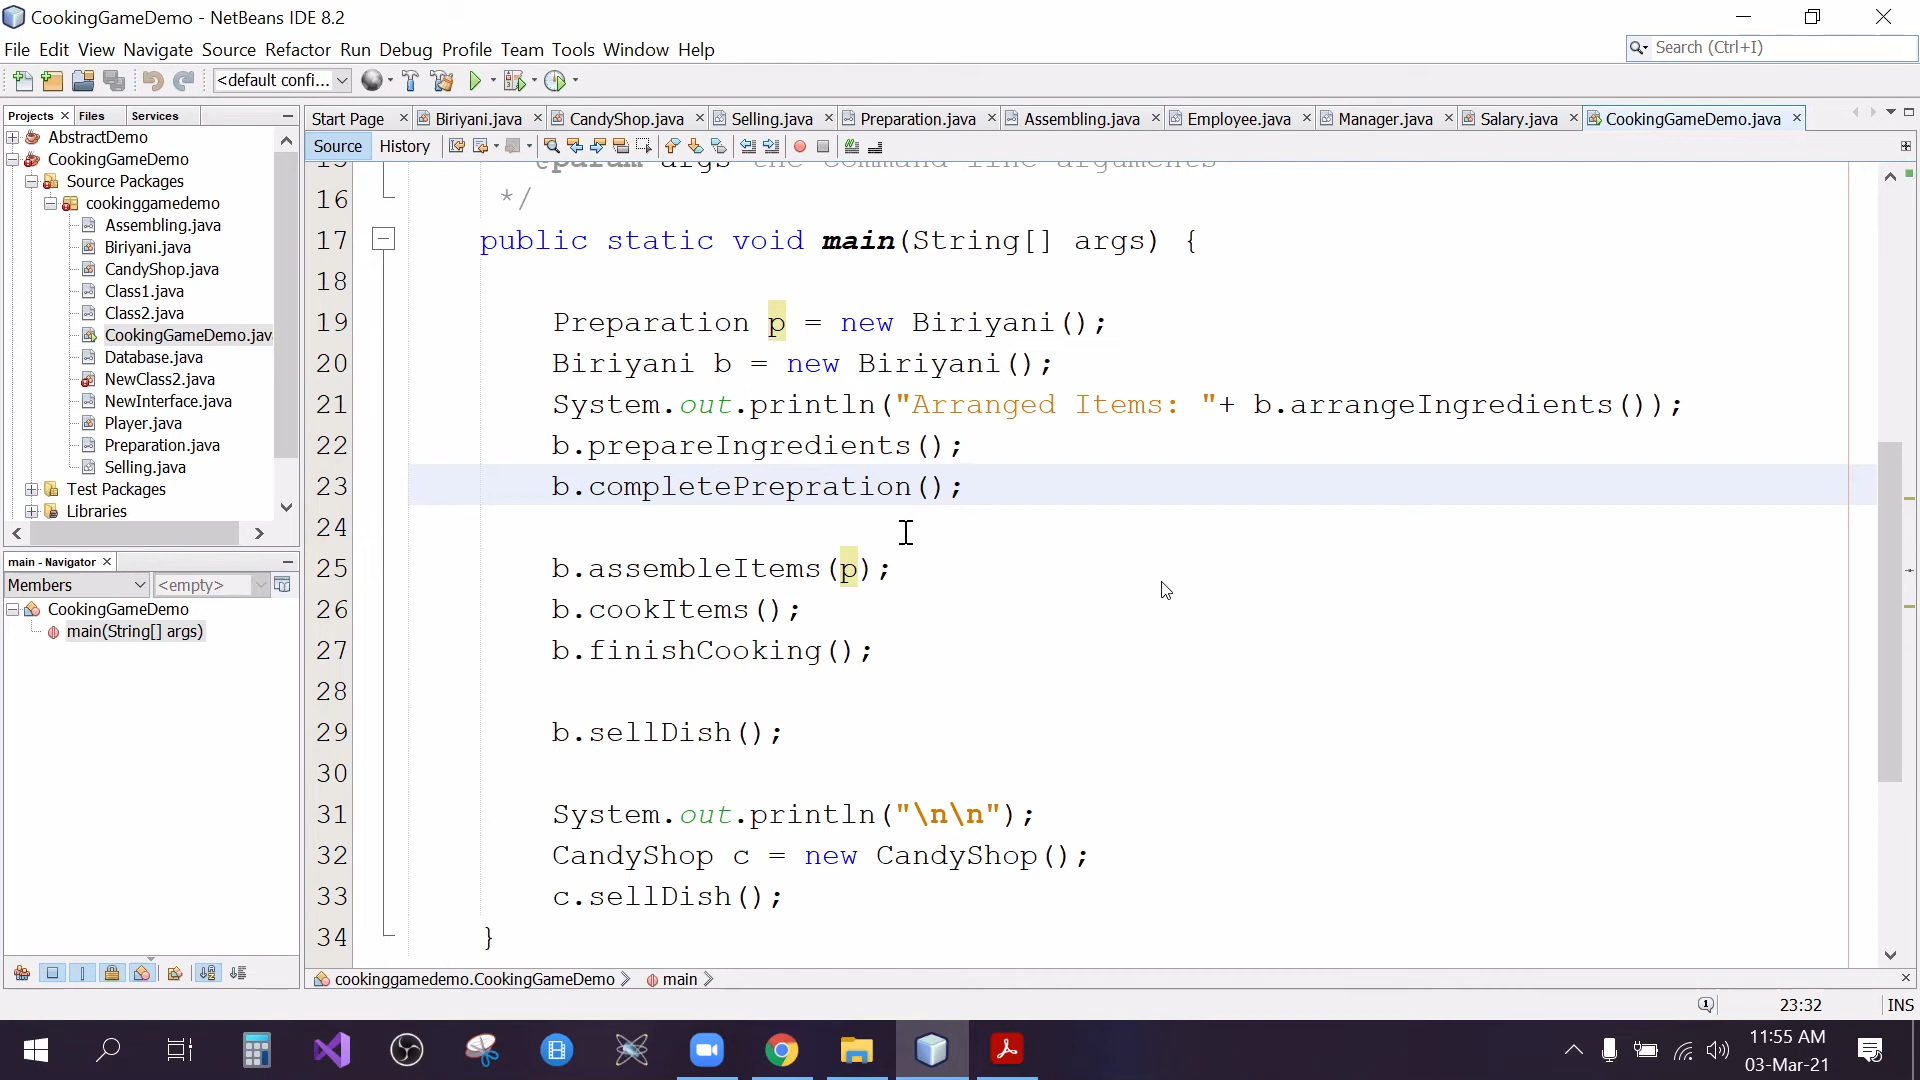 CookingGameDemo - NetBeans IDE 8.2
File Edit View Navigate Source Refactor Run Debug Profile Team Tools Window Help
Search (Ctrl+I)
<default confi...
Projects Files Services
Start Page Biriyani.java CandyShop.java Selling.java Preparation.java Assembling.java Employee.java Manager.java Salary.java CookingGameDemo.java
Source History
AbstractDemo
CookingGameDemo
Source Packages
cookinggamedemo
Assembling.java
Biriyani.java
CandyShop.java
Class1.java
Class2.java
CookingGameDemo.jav
Database.java
NewClass2.java
NewInterface.java
Player.java
Preparation.java
Selling.java
Test Packages
Libraries
main - Navigator
Members <empty>
CookingGameDemo
main(String[] args)
15 @param args the command line arguments
16 */
17 public static void main(String[] args) {
18
19 Preparation p = new Biriyani();
20 Biriyani b = new Biriyani();
21 System.out.println("Arranged Items: "+ b.arrangeIngredients());
22 b.prepareIngredients();
23 b.completePrepration();
24
25 b.assembleItems(p);
26 b.cookItems();
27 b.finishCooking();
28
29 b.sellDish();
30
31 System.out.println("\n\n");
32 CandyShop c = new CandyShop();
33 c.sellDish();
34 }
cookinggamedemo.CookingGameDemo main
23:32 INS
11:55 AM
03-Mar-21